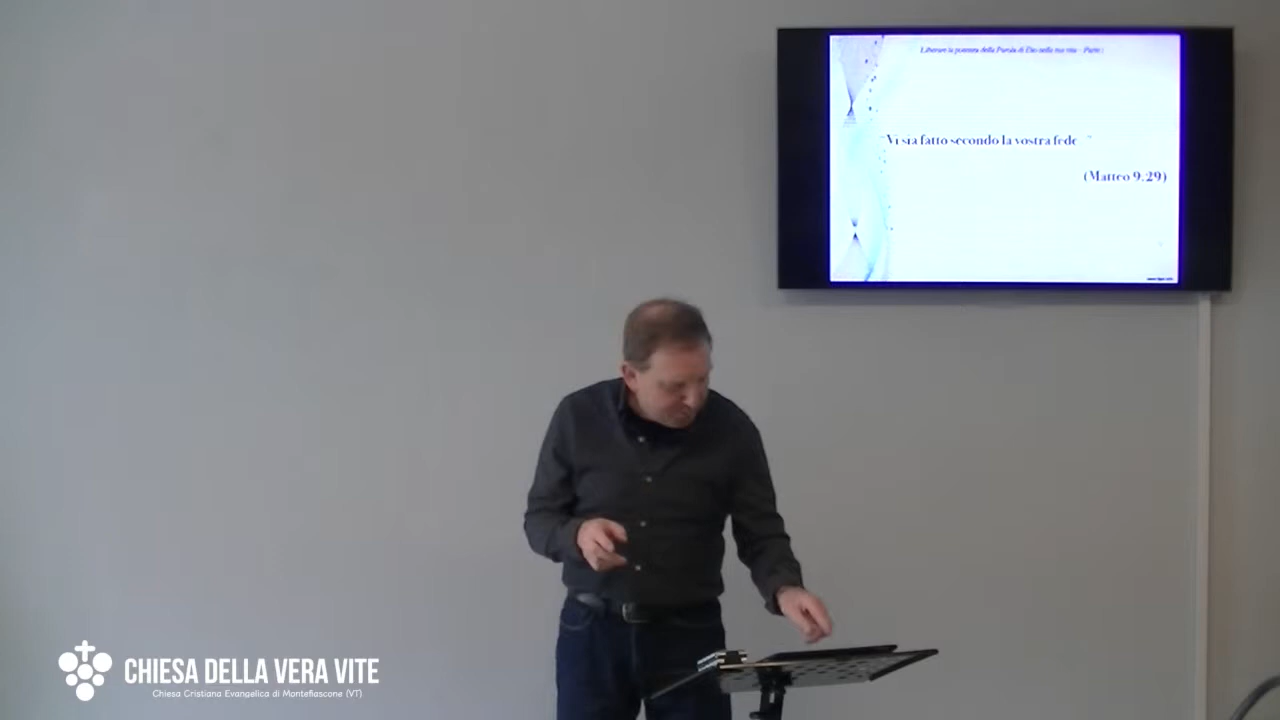 Liberare la potenza della Parola di Dio nella tua vita - Parte 1
"Vi sia fatto secondo la vostra fede"
(Matteo 9.29)
CHIESA DELLA VERA VITE
Chiesa Cristiana Evangelica di Montefiascone (VT)